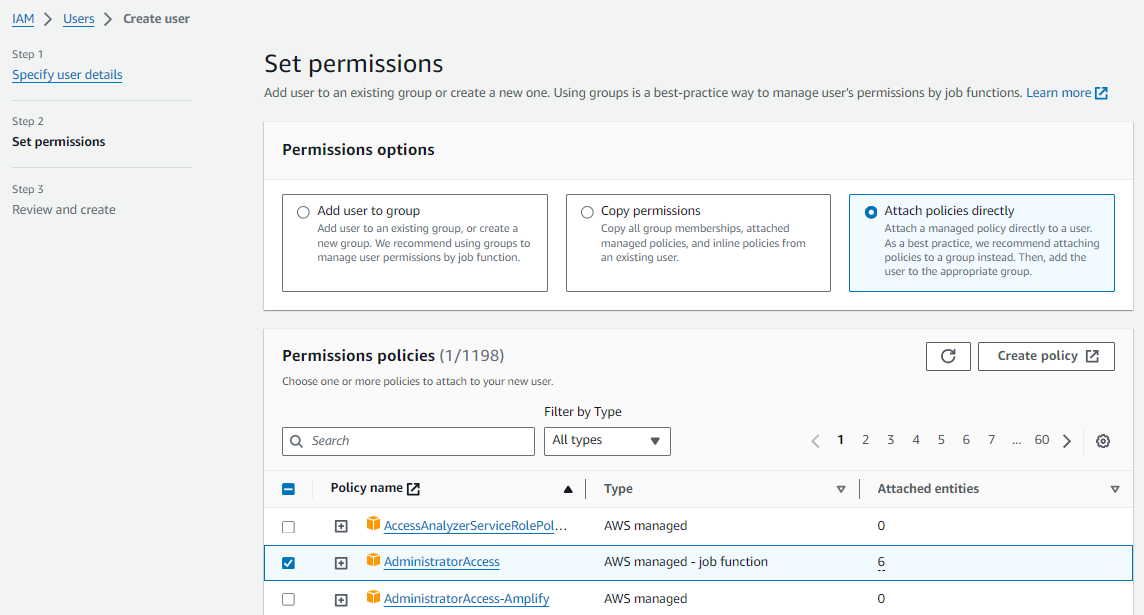 IAM > Users > Create user
Step 1
Specify user details
Step 2
Set permissions
Step 3
Review and create
Set permissions
Add user to an existing group or create a new one. Using groups is a best-practice way to manage user's permissions by job functions. Learn more
Permissions options
Add user to group
Add user to an existing group, or create a
new group. We recommend using groups to
manage user permissions by job function.
Copy permissions
Copy all group memberships, attached
managed policies, and inline policies from
an existing user.
Attach policies directly
Attach a managed policy directly to a user.
As a best practice, we recommend attaching
policies to a group instead. Then, add the
user to the appropriate group.
Permissions policies (1/1198)
Create policy
Choose one or more policies to attach to your new user.
Filter by Type
Search
All types
1 2 3 4 5 6 7 ... 60
Policy name Type Attached entities
AccessAnalyzerServiceRolePol... AWS managed 0
AdministratorAccess AWS managed - job function 6
AdministratorAccess-Amplify AWS managed 0